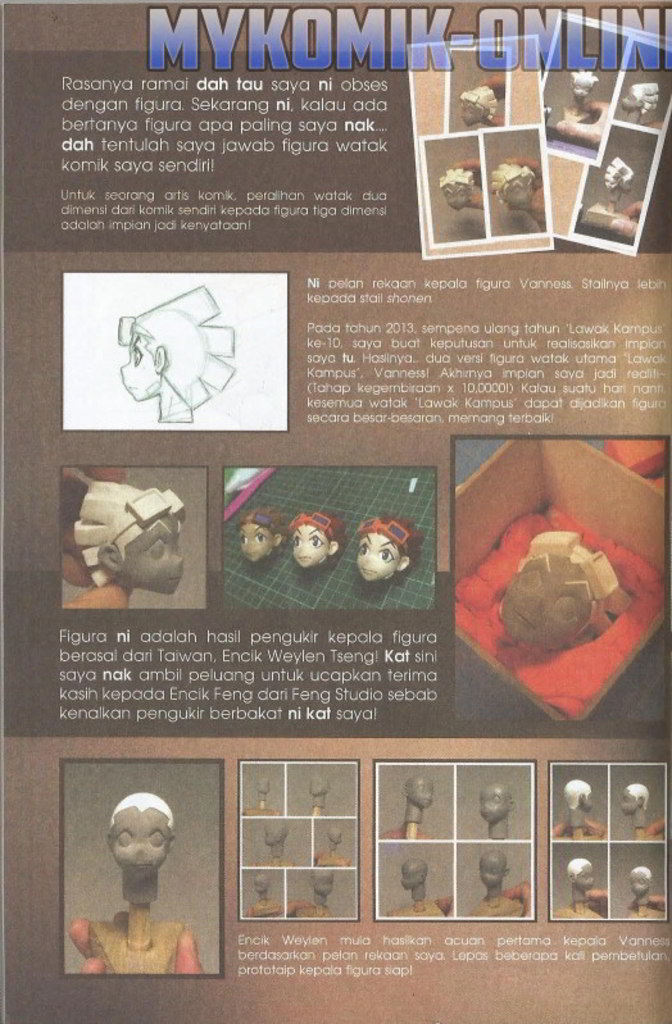 MYKOMIK-ONLIN
Rasanya ramai dah tau saya ni obses
dengan figura. Sekarang ni, kalau ada
bertanya figura apa paling saya nak....
dah tentulah saya jawab figura watak
komik saya sendiri!
Untuk seorang artis komik, peralihan watak dua
dimensi dari komik sendiri kepada figura tiga dimensi
adalah impian jadi kenyataan!
Ni pelan rekaan kepala figura Vanness. Stailnya lebih
kepada stail shonen.
Pada tahun 2013, sempena ulang tahun 'Lawak Kampus'
ke-10, saya buat keputusan untuk realisasikan impian
saya tu. Hasilnya... dua versi figura watak utama 'Lawak
Kampus', Vanness! Akhirnya impian saya jadi realiti~
(Tahap kegembiraan x 10,0000!) Kalau suatu hari nanti
kesemua watak 'Lawak Kampus' dapat dijadikan figura
secara besar-besaran, memang terbaik!
Figura ni adalah hasil pengukir kepala figura
berasal dari Taiwan, Encik Weylen Tseng! Kat sini
saya nak ambil peluang untuk ucapkan terima
kasih kepada Encik Feng dari Feng Studio sebab
kenalkan pengukir berbakat ni kat saya!
Encik Weylen mula hasilkan acuan pertama kepala Vanness
berdasarkan pelan rekaan saya. Lepas beberapa kali pembetulan,
prototaip kepala figura siap!